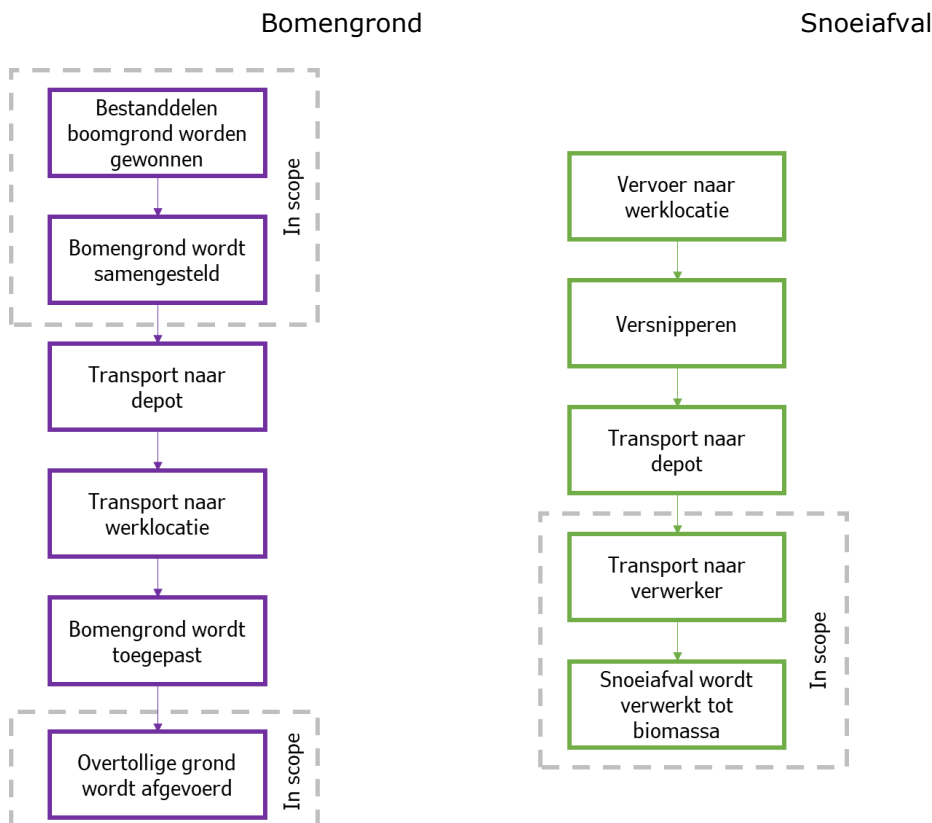 Bomengrond
Bestanddelen
boomgrond worden
gewonnen
Bomengrond wordt
samengesteld
In scope
Transport naar
depot
Transport naar
werklocatie
Bomengrond wordt
toegepast
Overtollige grond
wordt afgevoerd
In scope
Snoeiafval
Vervoer naar
werklocatie
Versnipperen
Transport naar
depot
Transport naar
verwerker
Snoeiafval wordt
verwerkt tot
biomassa
In scope